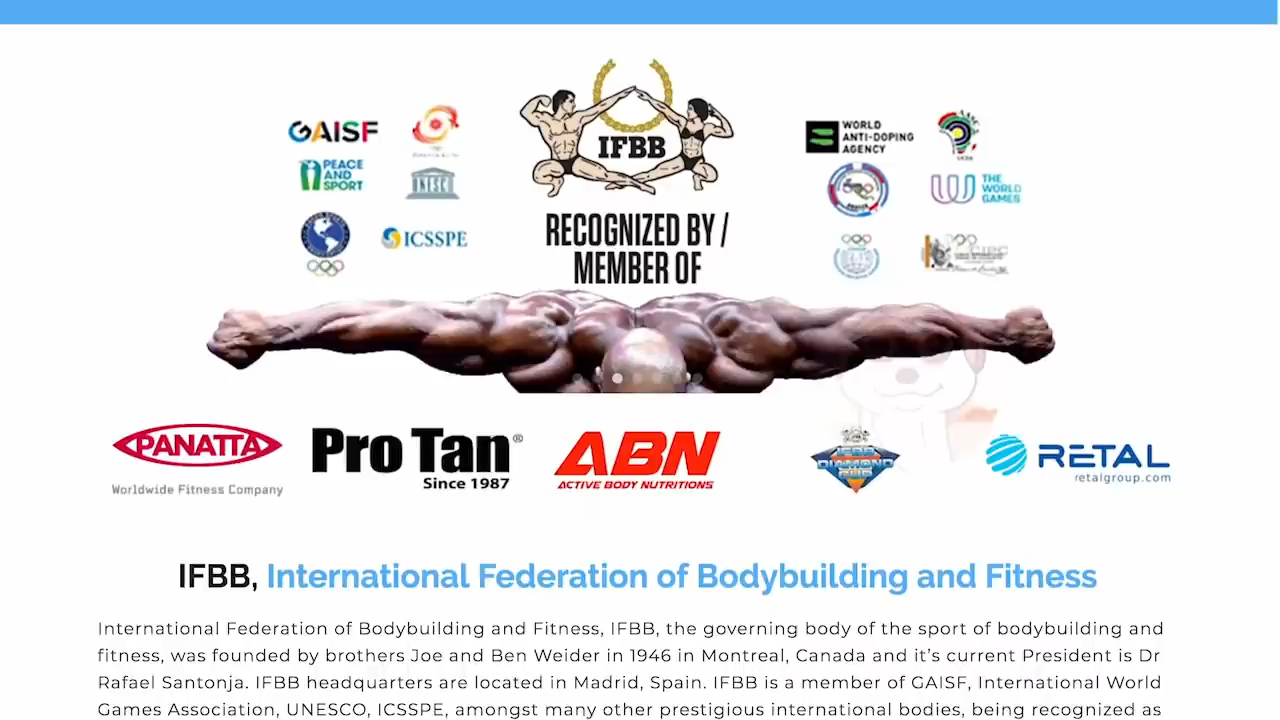 GAISF
PEACE
AND
SPORT
UNESCO
ICSSPE
IFBB
RECOGNIZED BY /
MEMBER OF
WORLD
ANTI-DOPING
AGENCY
THE
WORLD
GAMES
PANATTA
Worldwide Fitness Company
Pro Tan®
Since 1987
ABN
ACTIVE BODY NUTRITIONS
IFBB
DIAMOND
CUP
RETAL
retalgroup.com
IFBB, International Federation of Bodybuilding and Fitness
International Federation of Bodybuilding and Fitness, IFBB, the governing body of the sport of bodybuilding and
fitness, was founded by brothers Joe and Ben Weider in 1946 in Montreal, Canada and it's current President is Dr
Rafael Santonja. IFBB headquarters are located in Madrid, Spain. IFBB is a member of GAISF, International World
Games Association, UNESCO, ICSSPE, amongst many other prestigious international bodies, being recognized as